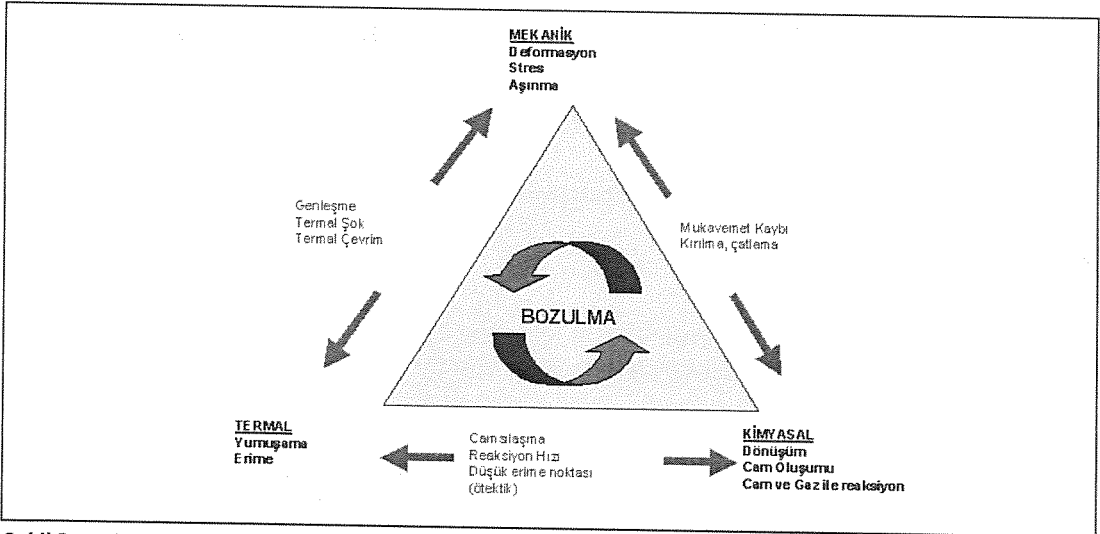 MEKANİK
Deformasyon
Stres
Aşınma
Genleşme
Termal Şok
Termal Çevrim
Mukavemet Kaybı
Kırılma, çatlama
BOZULMA
TERMAL
Yumuşama
Erime
Camsılaşma
Reaksiyon Hızı
Düşük erime noktası
(ötektik)
KİMYASAL
Dönüşüm
Cam Oluşumu
Cam ve Gaz ile reaksiyon